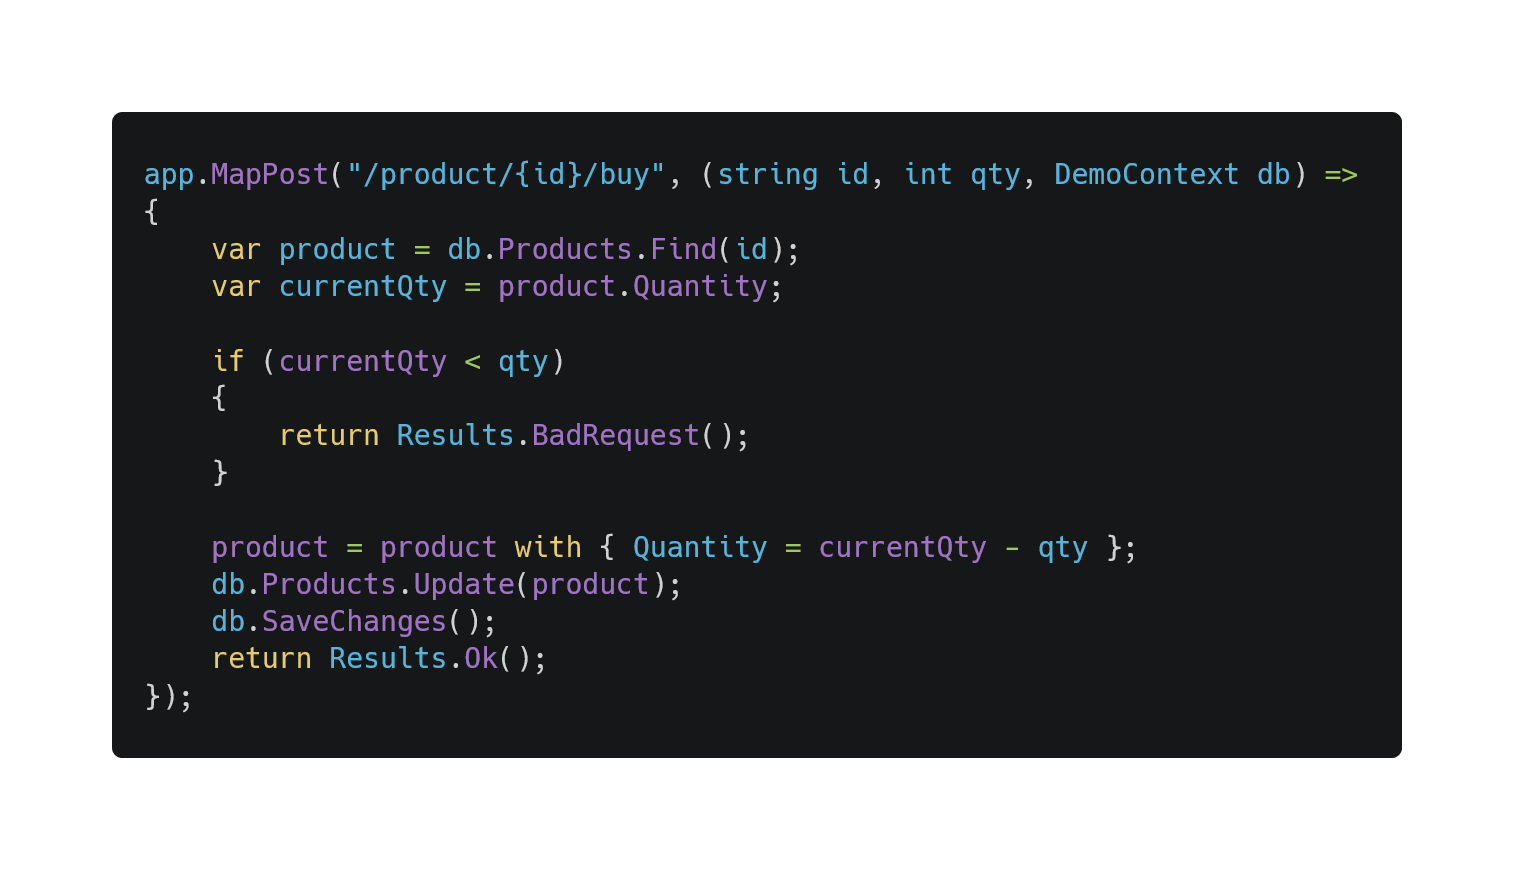 app.MapPost("/product/{id}/buy", (string id, int qty, DemoContext db) =>
{
    var product = db.Products.Find(id);
    var currentQty = product.Quantity;

    if (currentQty < qty)
    {
        return Results.BadRequest();
    }

    product = product with { Quantity = currentQty - qty };
    db.Products.Update(product);
    db.SaveChanges();
    return Results.Ok();
});